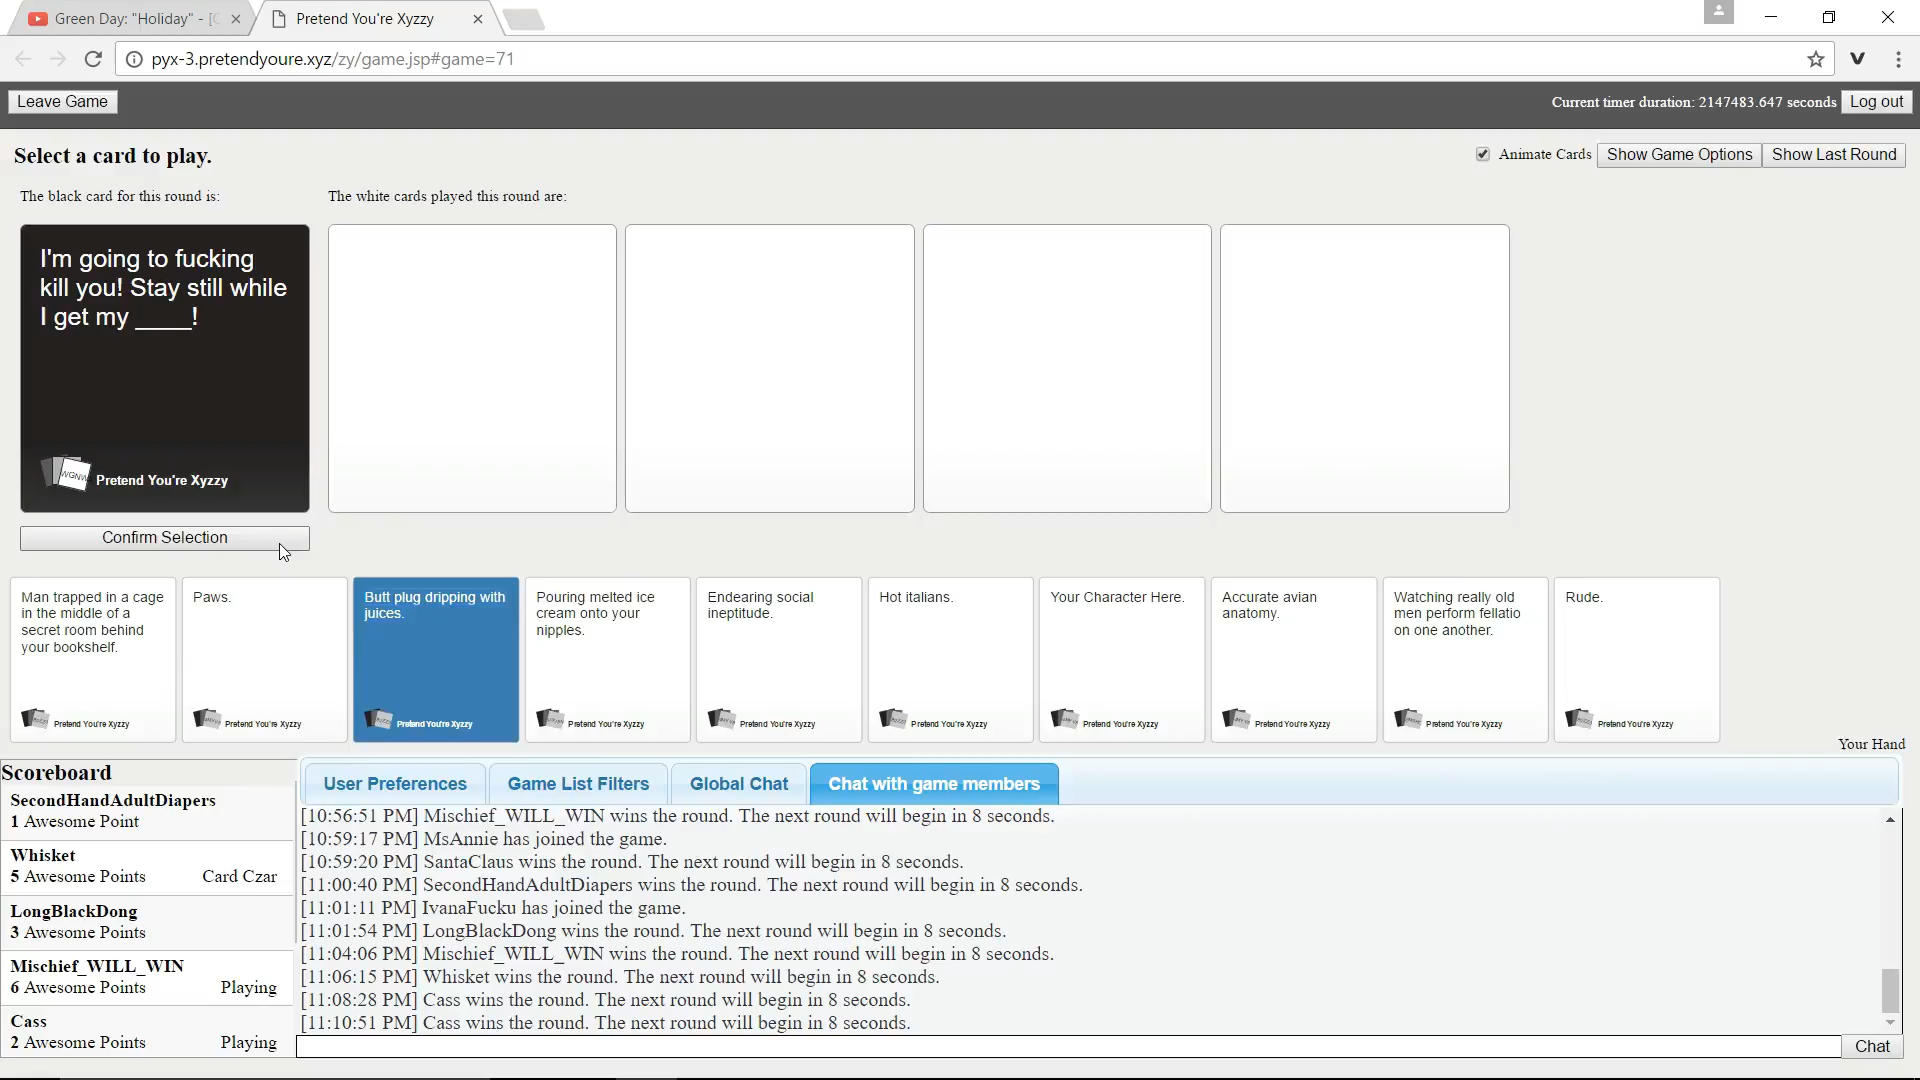 Green Day: "Holiday" - [C
Pretend You're Xyzzy
pyx-3.pretendyoure.xyz/zy/game.jsp#game=71
Leave Game
Current timer duration: 2147483.647 seconds
Log out
Select a card to play.
Animate Cards
Show Game Options
Show Last Round
The black card for this round is:
The white cards played this round are:
I'm going to fucking
kill you! Stay still while
I get my ____!
WGNW
Pretend You're Xyzzy
Confirm Selection
Man trapped in a cage
in the middle of a
secret room behind
your bookshelf.
Pretend You're Xyzzy
Paws.
Pretend You're Xyzzy
Butt plug dripping with
juices.
Pretend You're Xyzzy
Pouring melted ice
cream onto your
nipples.
Pretend You're Xyzzy
Endearing social
ineptitude.
Pretend You're Xyzzy
Hot italians.
Pretend You're Xyzzy
Your Character Here.
Pretend You're Xyzzy
Accurate avian
anatomy.
Pretend You're Xyzzy
Watching really old
men perform fellatio
on one another.
Pretend You're Xyzzy
Rude.
Pretend You're Xyzzy
Your Hand
Scoreboard
SecondHandAdultDiapers
1 Awesome Point
Whisket
5 Awesome Points
Card Czar
LongBlackDong
3 Awesome Points
Mischief_WILL_WIN
6 Awesome Points
Playing
Cass
2 Awesome Points
Playing
User Preferences
Game List Filters
Global Chat
Chat with game members
[10:56:51 PM] Mischief_WILL_WIN wins the round. The next round will begin in 8 seconds.
[10:59:17 PM] MsAnnie has joined the game.
[10:59:20 PM] SantaClaus wins the round. The next round will begin in 8 seconds.
[11:00:40 PM] SecondHandAdultDiapers wins the round. The next round will begin in 8 seconds.
[11:01:11 PM] IvanaFucku has joined the game.
[11:01:54 PM] LongBlackDong wins the round. The next round will begin in 8 seconds.
[11:04:06 PM] Mischief_WILL_WIN wins the round. The next round will begin in 8 seconds.
[11:06:15 PM] Whisket wins the round. The next round will begin in 8 seconds.
[11:08:28 PM] Cass wins the round. The next round will begin in 8 seconds.
[11:10:51 PM] Cass wins the round. The next round will begin in 8 seconds.
Chat